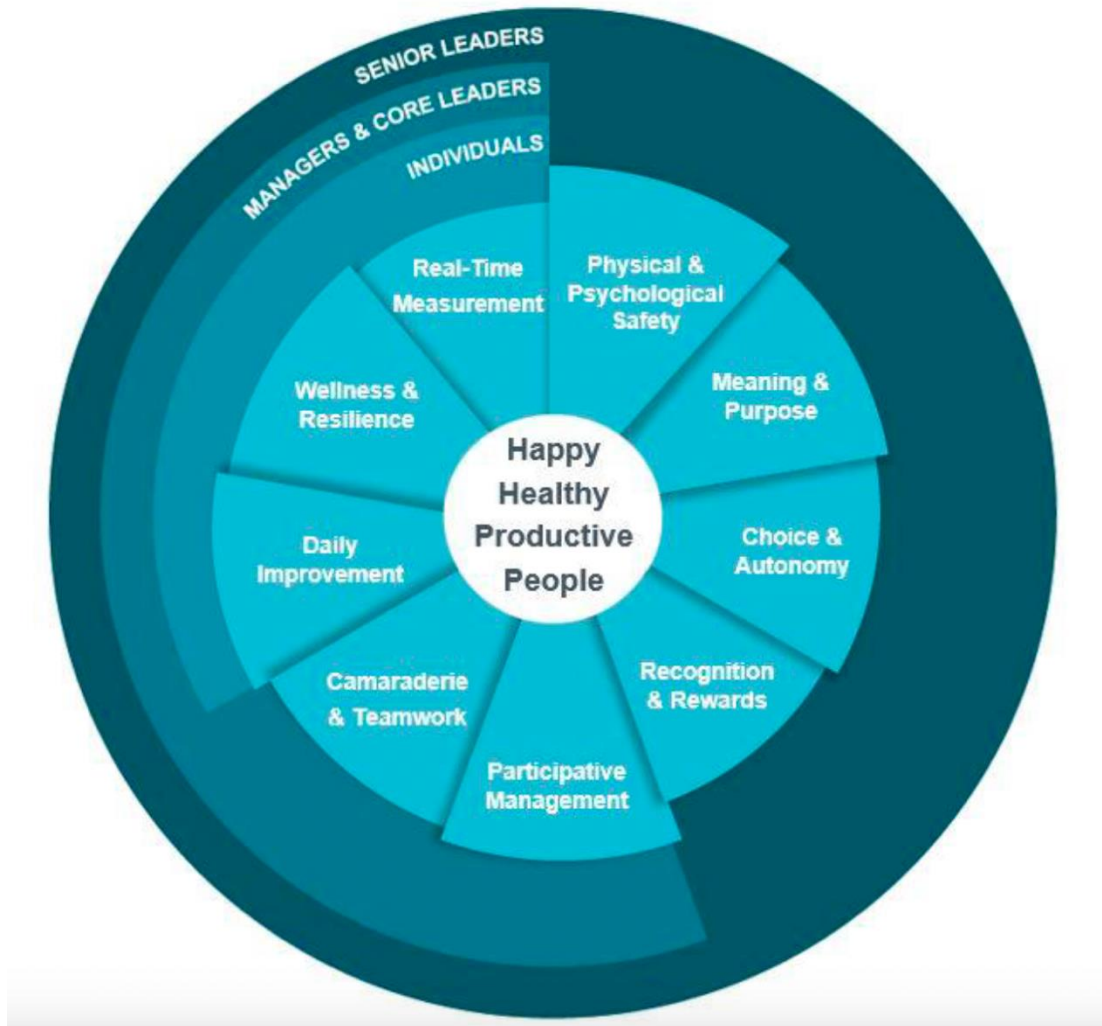 SENIOR LEADERS
MANAGERS & CORE LEADERS
INDIVIDUALS
Real-Time
Measurement
Physical &
Psychological
Safety
Meaning &
Purpose
Choice &
Autonomy
Recognition
& Rewards
Participative
Management
Camaraderie
& Teamwork
Daily
Improvement
Wellness &
Resilience
Happy
Healthy
Productive
People